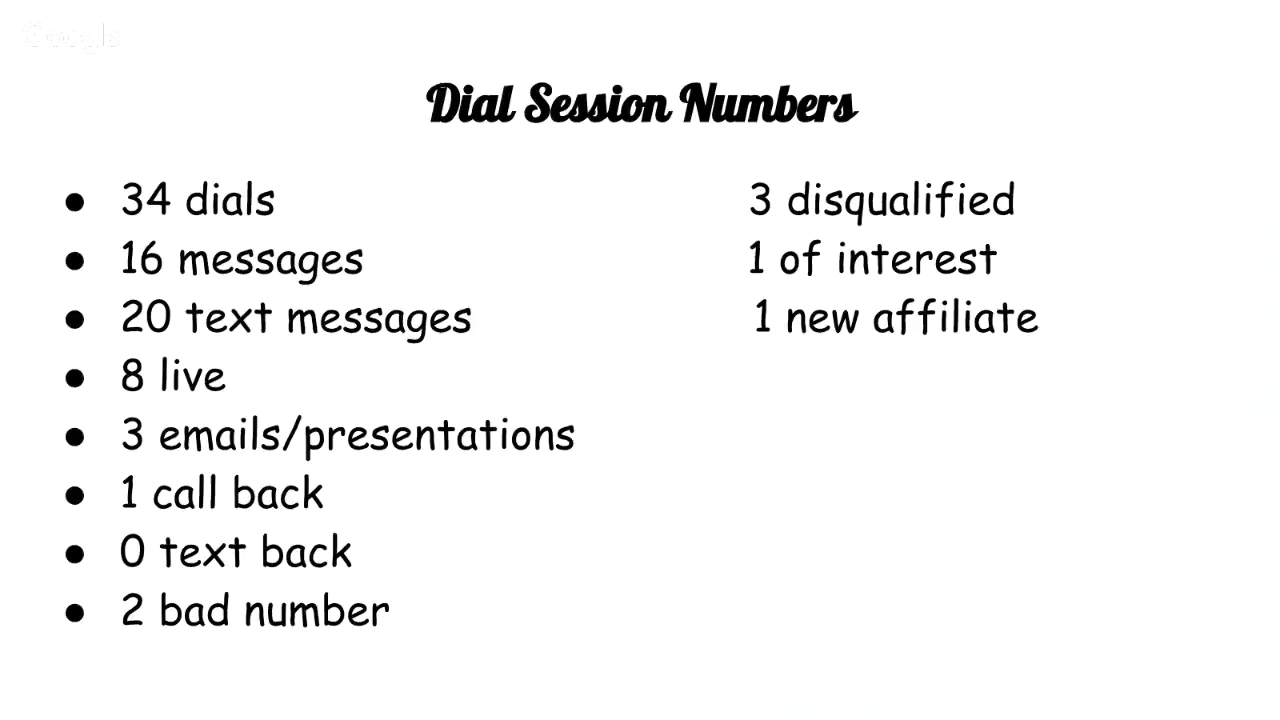 Dial Session Numbers
● 34 dials
● 16 messages
● 20 text messages
● 8 live
● 3 emails/presentations
● 1 call back
● 0 text back
● 2 bad number
3 disqualified
1 of interest
1 new affiliate